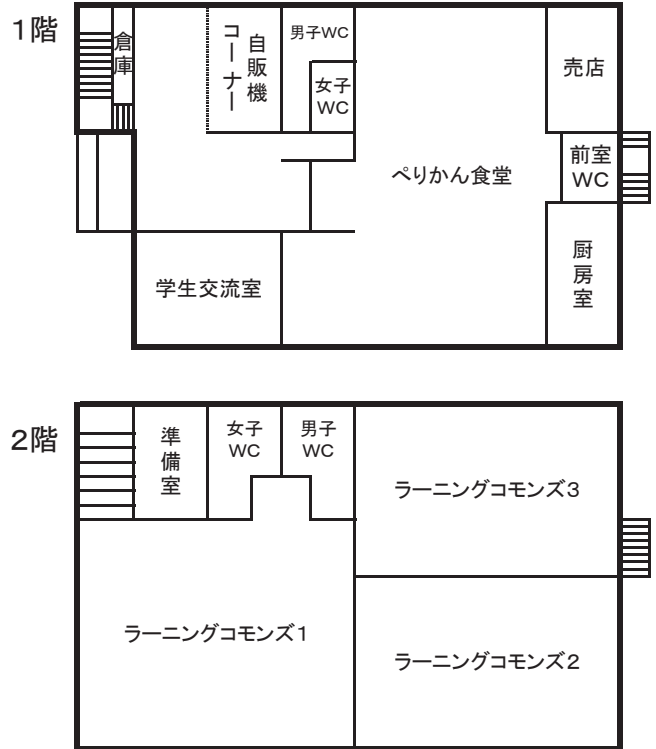 1階
倉庫
自販機
コーナー
男子WC
女子
WC
売店
前室
WC
ぺりかん食堂
厨房室
学生交流室
2階
準備室
女子
WC
男子
WC
ラーニングコモンズ3
ラーニングコモンズ1
ラーニングコモンズ2